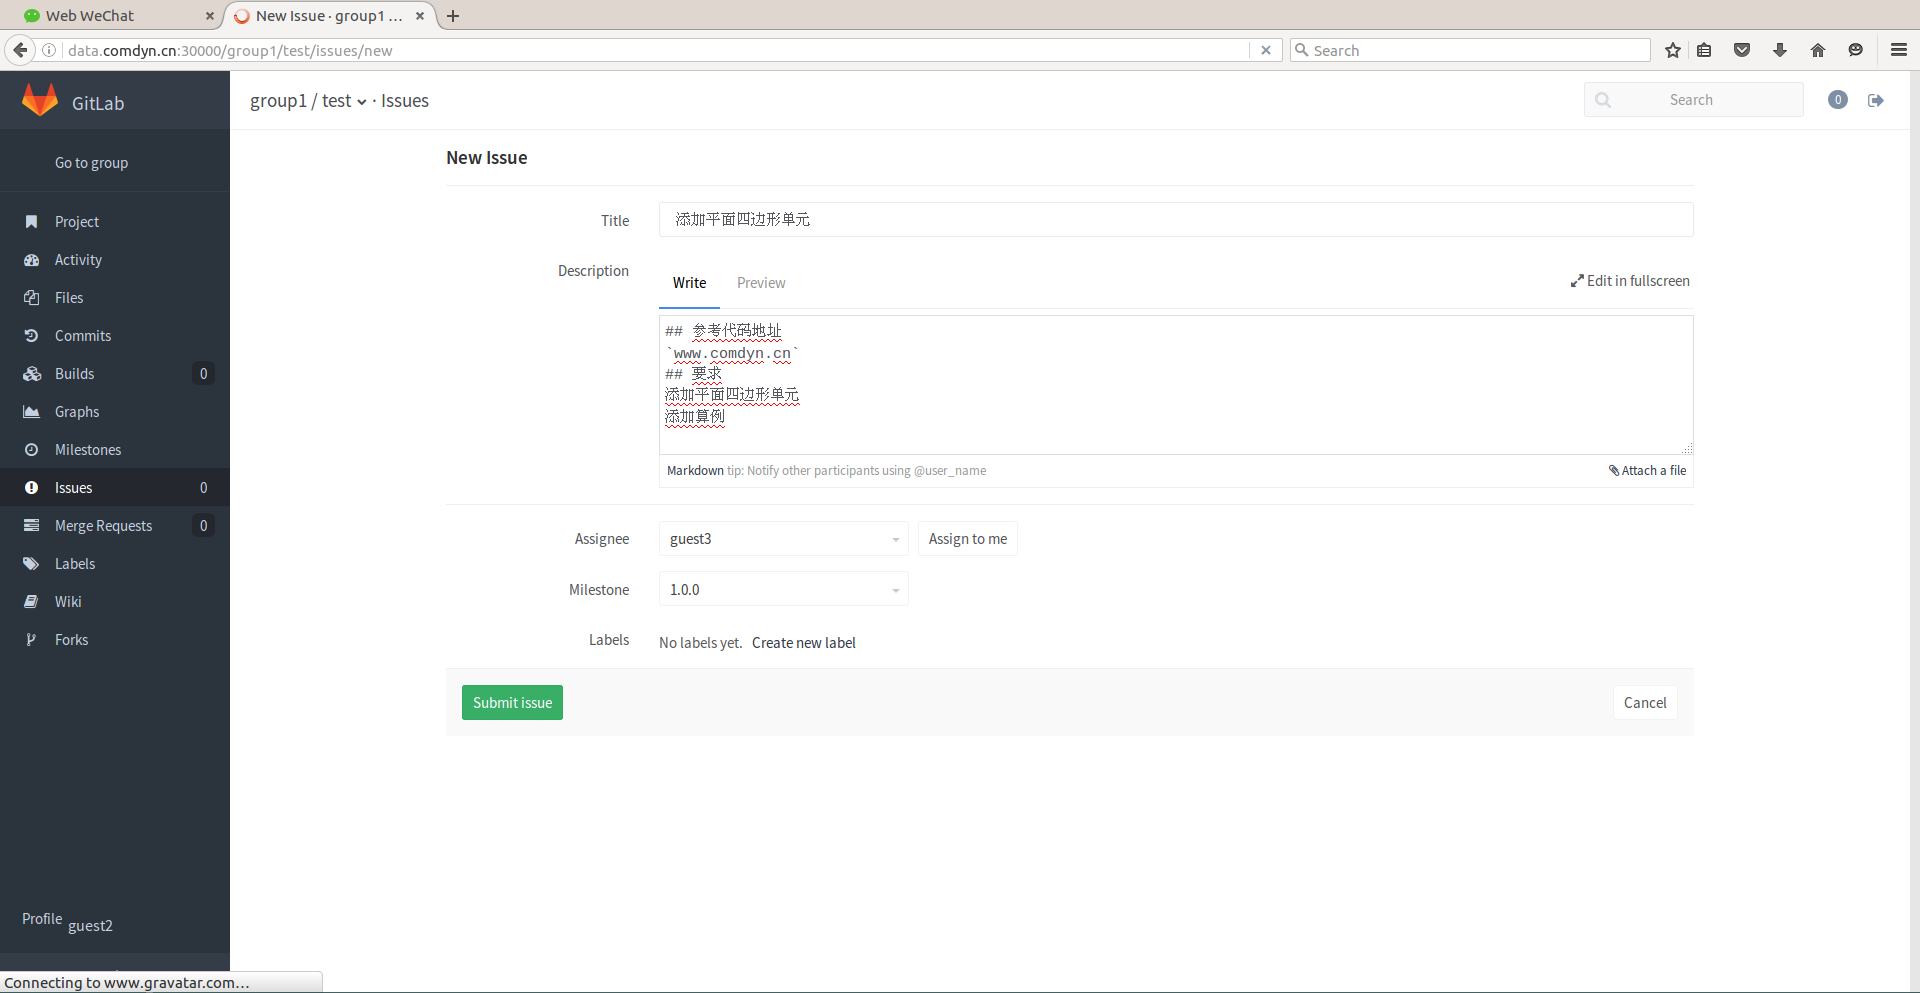 Web WeChat
New Issue · group1 ...
data.comdyn.cn:30000/group1/test/issues/new
Search
GitLab
group1 / test · Issues
Search
0
Go to group
Project
Activity
Files
Commits
Builds 0
Graphs
Milestones
Issues 0
Merge Requests 0
Labels
Wiki
Forks
Profile guest2
New Issue
Title
添加平面四边形单元
Description
Write Preview
Edit in fullscreen
## 参考代码地址
`www.comdyn.cn`
## 要求
添加平面四边形单元
添加算例
Markdown tip: Notify other participants using @user_name
Attach a file
Assignee
guest3
Assign to me
Milestone
1.0.0
Labels
No labels yet. Create new label
Submit issue
Cancel
Connecting to www.gravatar.com...